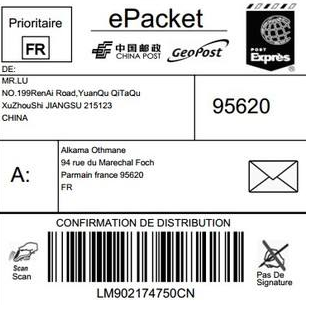 Prioritaire
FR
ePacket
中国邮政
CHINA POST
GeoPost
POST
Exprès
DE:
MR.LU
NO.199RenAi Road,YuanQu QiTaQu
XuZhouShi JIANGSU 215123
CHINA
95620
A:
Alkama Othmane
94 rue du Marechal Foch
Parmain france 95620
FR
CONFIRMATION DE DISTRIBUTION
Scan
Scan
Pas De
Signature
LM902174750CN